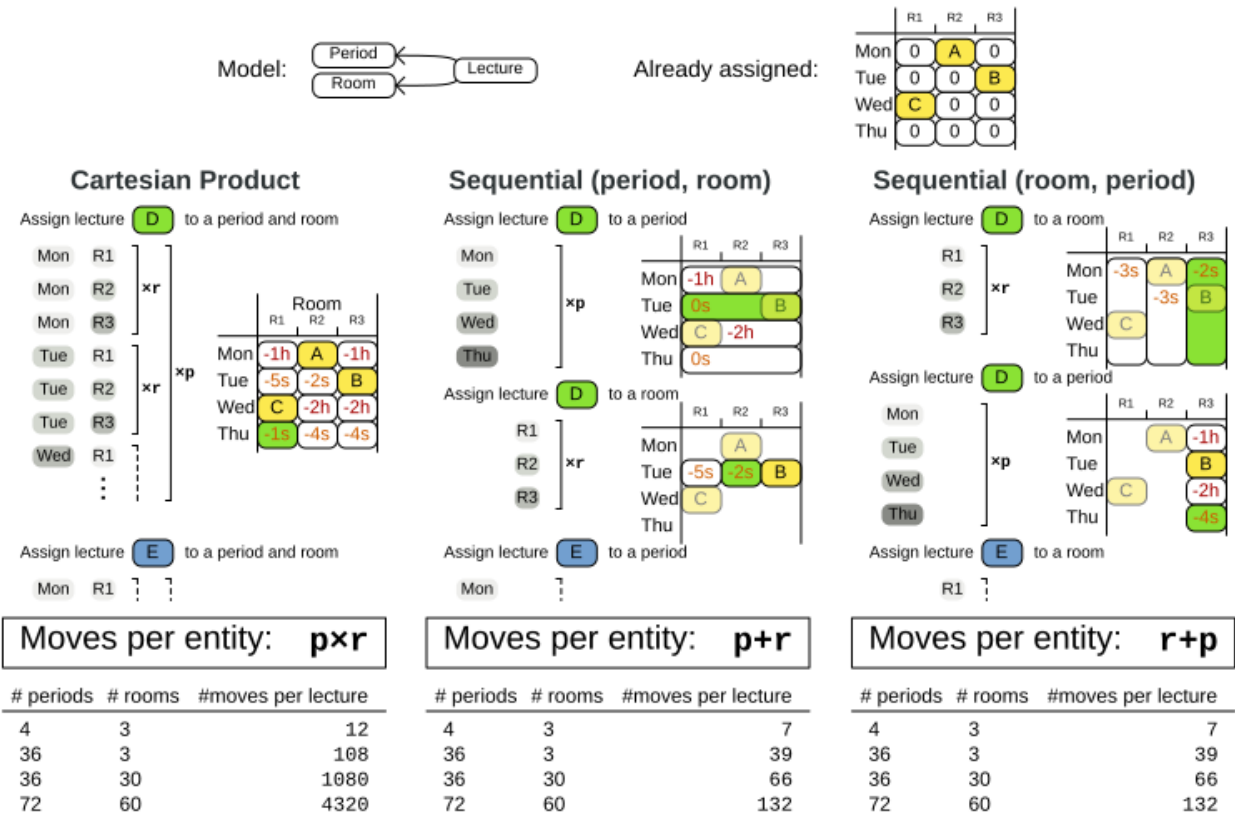 Model: Period Room Lecture
Already assigned:
R1 R2 R3
Mon 0 A 0
Tue 0 0 B
Wed C 0 0
Thu 0 0 0
Cartesian Product
Assign lecture D to a period and room
Mon R1
Mon R2
Mon R3
×r
Tue R1
Tue R2
Tue R3
×r
Wed R1
⋮
×p
Room
R1 R2 R3
Mon -1h A -1h
Tue -5s -2s B
Wed C -2h -2h
Thu -1s -4s -4s
Assign lecture E to a period and room
Mon R1
Moves per entity: p×r
# periods # rooms #moves per lecture
4 3 12
36 3 108
36 30 1080
72 60 4320
Sequential (period, room)
Assign lecture D to a period
Mon
Tue
Wed
Thu
×p
R1 R2 R3
Mon -1h A
Tue 0s B
Wed C -2h
Thu 0s
Assign lecture D to a room
R1
R2
R3
×r
R1 R2 R3
Mon A
Tue -5s -2s B
Wed C
Thu
Assign lecture E to a period
Mon
Moves per entity: p+r
# periods # rooms #moves per lecture
4 3 7
36 3 39
36 30 66
72 60 132
Sequential (room, period)
Assign lecture D to a room
R1
R2
R3
×r
R1 R2 R3
Mon -3s A -2s
Tue -3s B
Wed C
Thu
Assign lecture D to a period
Mon
Tue
Wed
Thu
×p
R1 R2 R3
Mon A -1h
Tue B
Wed C -2h
Thu -4s
Assign lecture E to a room
R1
Moves per entity: r+p
# periods # rooms #moves per lecture
4 3 7
36 3 39
36 30 66
72 60 132